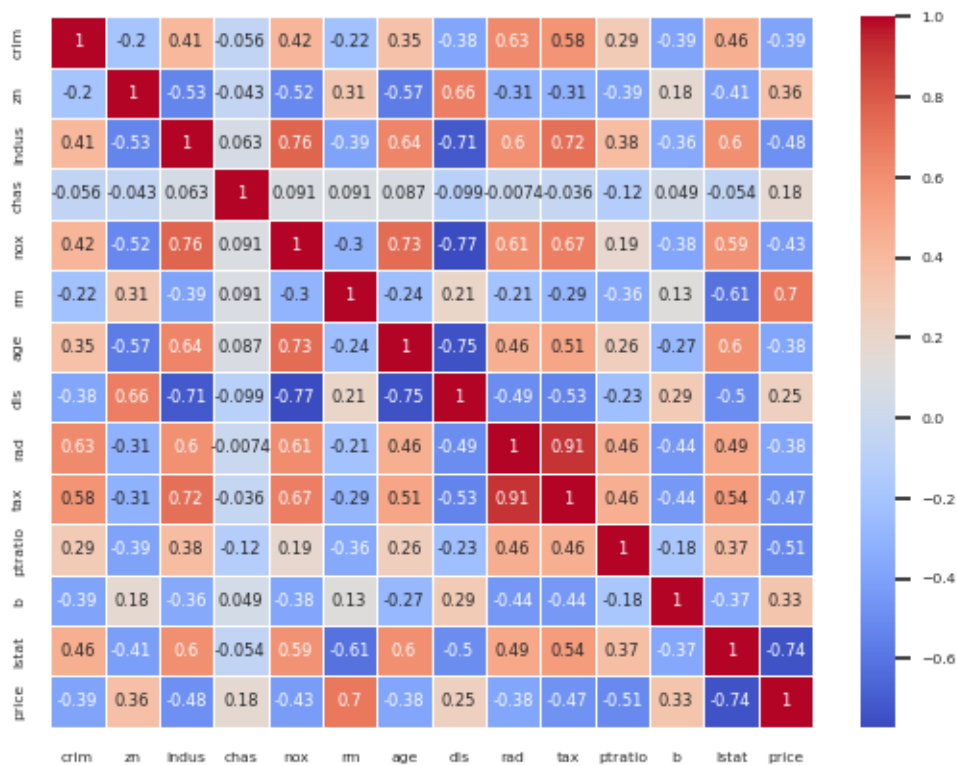 crim 1 -0.2 0.41 -0.056 0.42 -0.22 0.35 -0.38 0.63 0.58 0.29 -0.39 0.46 -0.39
zn -0.2 1 -0.53 -0.043 -0.52 0.31 -0.57 0.66 -0.31 -0.31 -0.39 0.18 -0.41 0.36
indus 0.41 -0.53 1 0.063 0.76 -0.39 0.64 -0.71 0.6 0.72 0.38 -0.36 0.6 -0.48
chas -0.056 -0.043 0.063 1 0.091 0.091 0.087 -0.099 -0.0074 -0.036 -0.12 0.049 -0.054 0.18
nox 0.42 -0.52 0.76 0.091 1 -0.3 0.73 -0.77 0.61 0.67 0.19 -0.38 0.59 -0.43
rm -0.22 0.31 -0.39 0.091 -0.3 1 -0.24 0.21 -0.21 -0.29 -0.36 0.13 -0.61 0.7
age 0.35 -0.57 0.64 0.087 0.73 -0.24 1 -0.75 0.46 0.51 0.26 -0.27 0.6 -0.38
dis -0.38 0.66 -0.71 -0.099 -0.77 0.21 -0.75 1 -0.49 -0.53 -0.23 0.29 -0.5 0.25
rad 0.63 -0.31 0.6 -0.0074 0.61 -0.21 0.46 -0.49 1 0.91 0.46 -0.44 0.49 -0.38
tax 0.58 -0.31 0.72 -0.036 0.67 -0.29 0.51 -0.53 0.91 1 0.46 -0.44 0.54 -0.47
ptratio 0.29 -0.39 0.38 -0.12 0.19 -0.36 0.26 -0.23 0.46 0.46 1 -0.18 0.37 -0.51
b -0.39 0.18 -0.36 0.049 -0.38 0.13 -0.27 0.29 -0.44 -0.44 -0.18 1 -0.37 0.33
lstat 0.46 -0.41 0.6 -0.054 0.59 -0.61 0.6 -0.5 0.49 0.54 0.37 -0.37 1 -0.74
price -0.39 0.36 -0.48 0.18 -0.43 0.7 -0.38 0.25 -0.38 -0.47 -0.51 0.33 -0.74 1
crim zn indus chas nox rm age dis rad tax ptratio b lstat price
1.0
0.8
0.6
0.4
0.2
0.0
−0.2
−0.4
−0.6